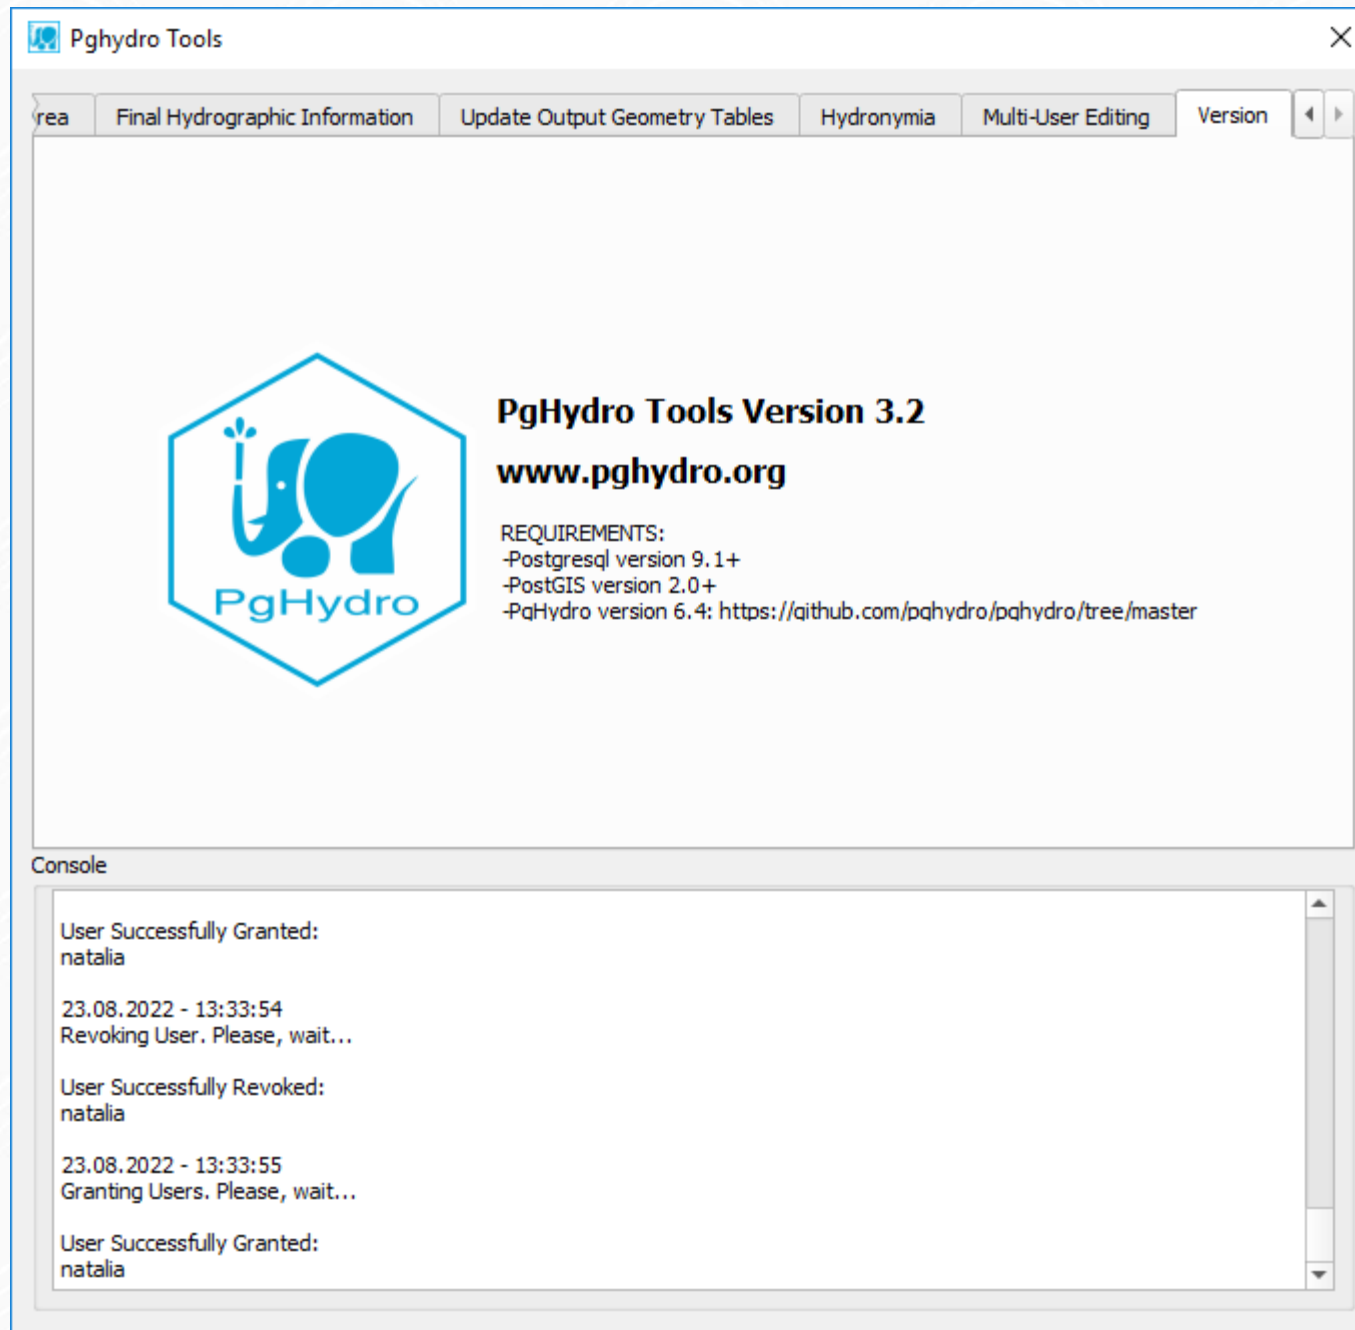 Pghydro Tools
rea
Final Hydrographic Information
Update Output Geometry Tables
Hydronymia
Multi-User Editing
Version
PgHydro
PgHydro Tools Version 3.2
www.pghydro.org
REQUIREMENTS:
-Postgresql version 9.1+
-PostGIS version 2.0+
-PgHydro version 6.4: https://github.com/pghydro/pghydro/tree/master
Console
User Successfully Granted:
natalia
23.08.2022 - 13:33:54
Revoking User. Please, wait...
User Successfully Revoked:
natalia
23.08.2022 - 13:33:55
Granting Users. Please, wait...
User Successfully Granted:
natalia